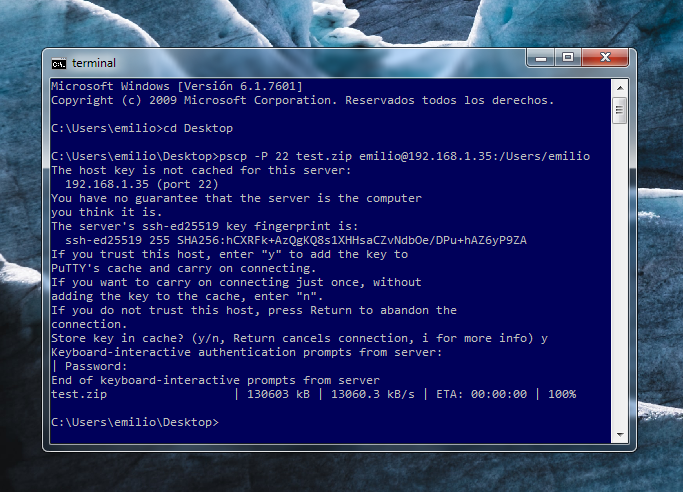 C:\. terminal
Microsoft Windows [Versión 6.1.7601]
Copyright (c) 2009 Microsoft Corporation. Reservados todos los derechos.
C:\Users\emilio>cd Desktop
C:\Users\emilio\Desktop>pscp -P 22 test.zip emilio@192.168.1.35:/Users/emilio
The host key is not cached for this server:
192.168.1.35 (port 22)
You have no guarantee that the server is the computer
you think it is.
The server's ssh-ed25519 key fingerprint is:
ssh-ed25519 255 SHA256:hCXRFk+AzQgKQ8s1XHHsaCZvNdbOe/DPu+hAZ6yP9ZA
If you trust this host, enter "y" to add the key to
PuTTY's cache and carry on connecting.
If you want to carry on connecting just once, without
adding the key to the cache, enter "n".
If you do not trust this host, press Return to abandon the
connection.
Store key in cache? (y/n, Return cancels connection, i for more info) y
Keyboard-interactive authentication prompts from server:
| Password:
End of keyboard-interactive prompts from server
test.zip | 130603 kB | 13060.3 kB/s | ETA: 00:00:00 | 100%
C:\Users\emilio\Desktop>